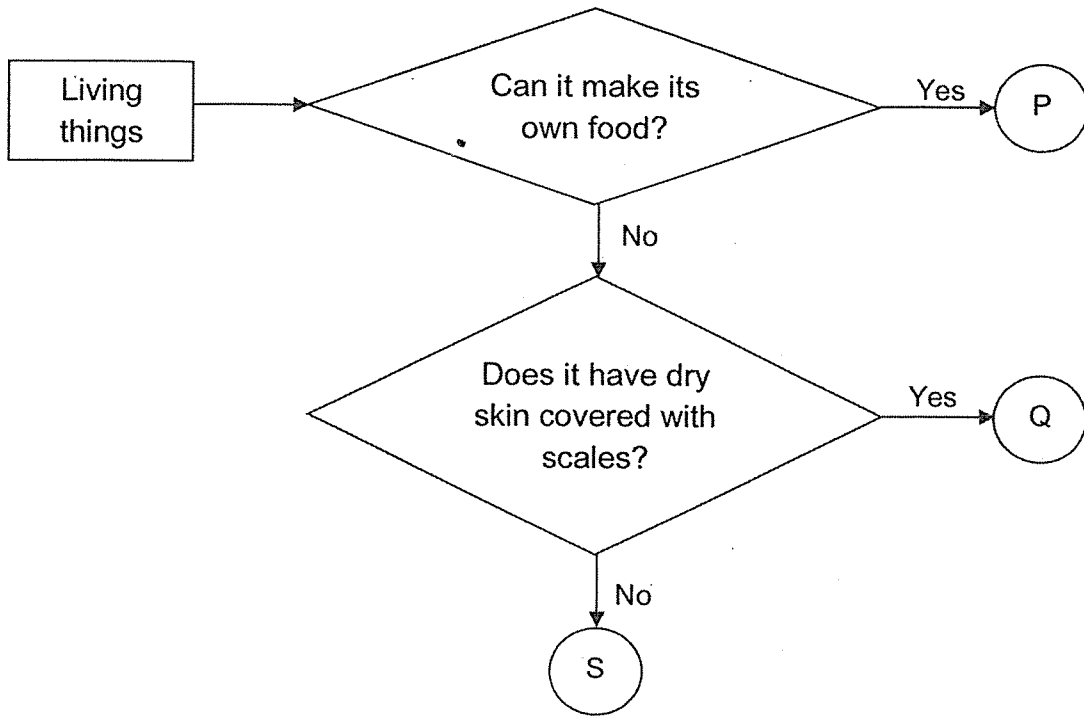 Living
things
Can it make its
own food?
Yes
P
No
Does it have dry
skin covered with
scales?
Yes
Q
No
S